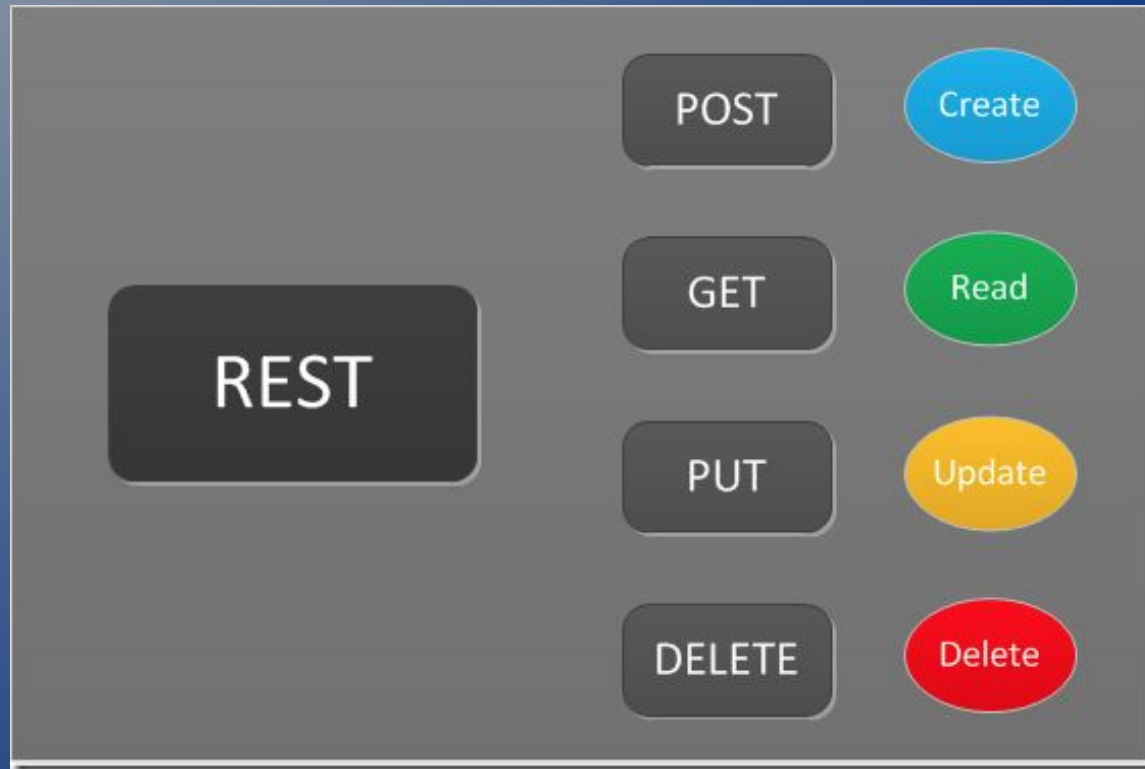 REST
POST
Create
GET
Read
PUT
Update
DELETE
Delete